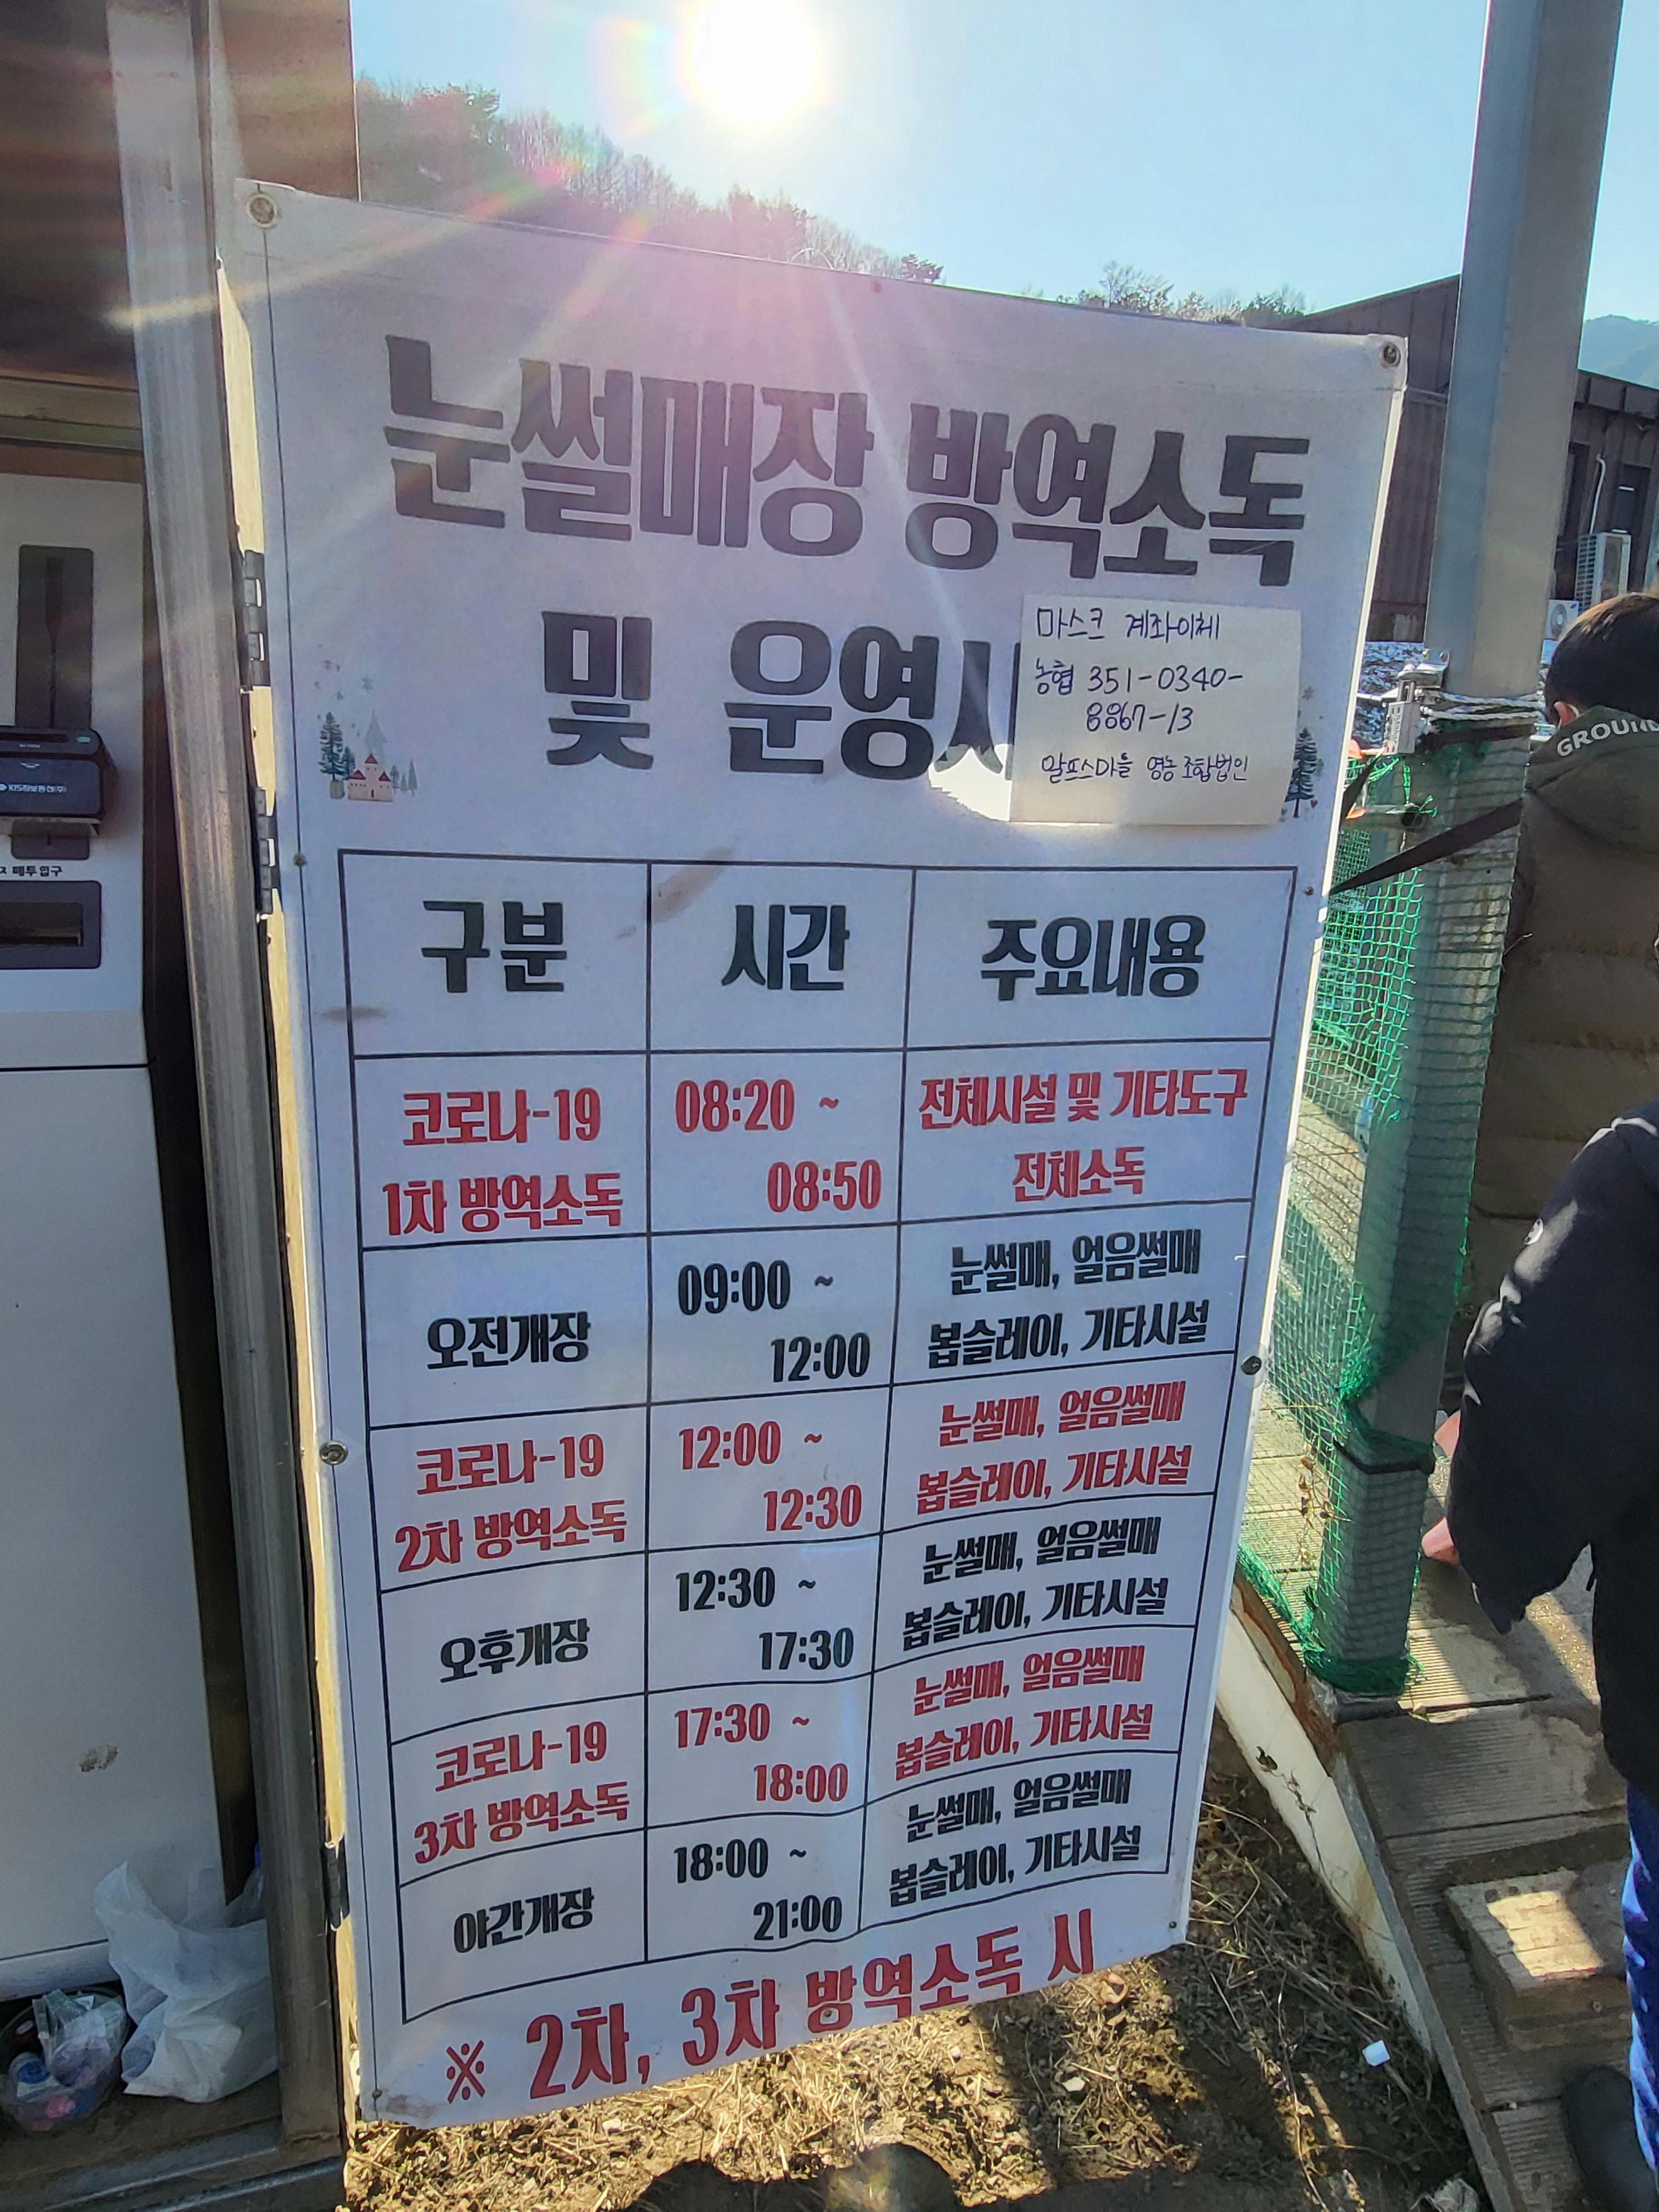 눈썰매장 방역소독
및 운영시
마스크 계좌이체
농협 351-0340-
8867-13
알프스마을 영농조합법인
구분 시간 주요내용
코로나-19
1차 방역소독
08:20 ~
08:50
전체시설 및 기타도구
전체소독
오전개장
09:00 ~
12:00
눈썰매, 얼음썰매
봅슬레이, 기타시설
코로나-19
2차 방역소독
12:00 ~
12:30
눈썰매, 얼음썰매
봅슬레이, 기타시설
오후개장
12:30 ~
17:30
눈썰매, 얼음썰매
봅슬레이, 기타시설
코로나-19
3차 방역소독
17:30 ~
18:00
눈썰매, 얼음썰매
봅슬레이, 기타시설
야간개장
18:00 ~
21:00
눈썰매, 얼음썰매
봅슬레이, 기타시설
※ 2차, 3차 방역소독 시
투입구